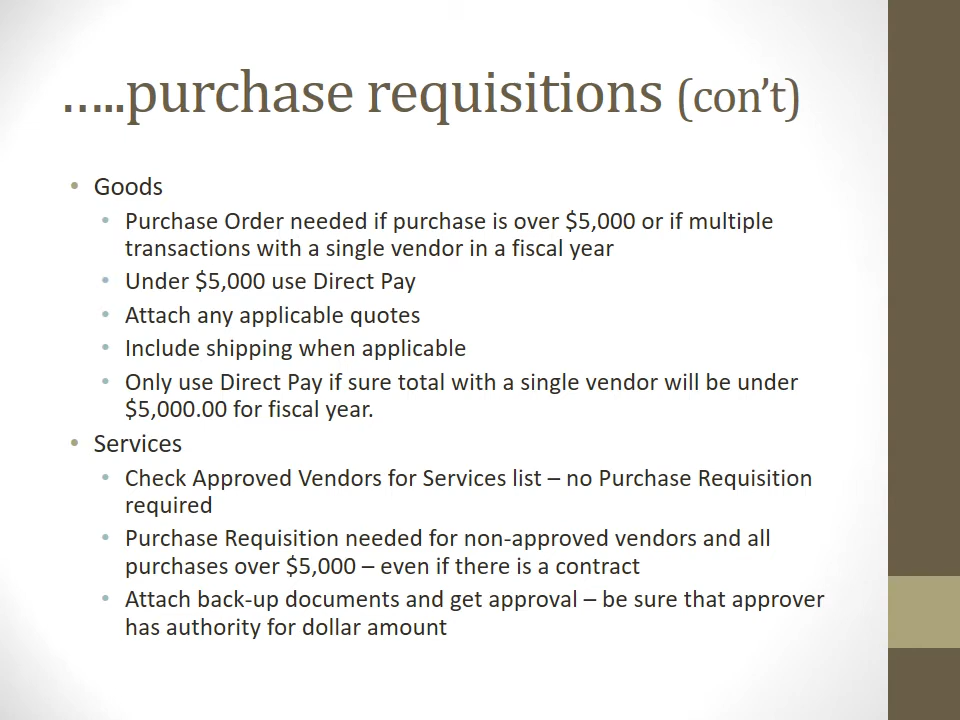 …..purchase requisitions (con’t)
• Goods
• Purchase Order needed if purchase is over $5,000 or if multiple
transactions with a single vendor in a fiscal year
• Under $5,000 use Direct Pay
• Attach any applicable quotes
• Include shipping when applicable
• Only use Direct Pay if sure total with a single vendor will be under
$5,000.00 for fiscal year.
• Services
• Check Approved Vendors for Services list – no Purchase Requisition
required
• Purchase Requisition needed for non-approved vendors and all
purchases over $5,000 – even if there is a contract
• Attach back-up documents and get approval – be sure that approver
has authority for dollar amount